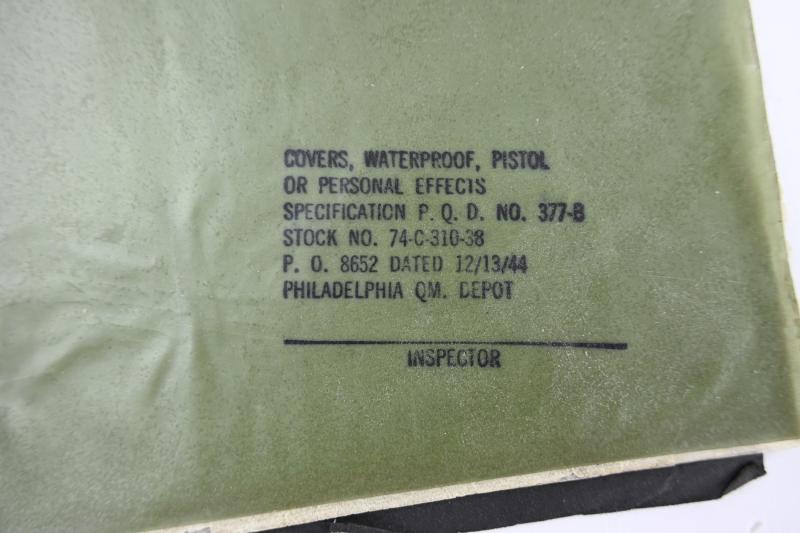 COVERS, WATERPROOF, PISTOL
OR PERSONAL EFFECTS
SPECIFICATION P. Q. D. NO. 377-B
STOCK NO. 74-C-310-38
P. O. 8652 DATED 12/13/44
PHILADELPHIA QM. DEPOT
INSPECTOR